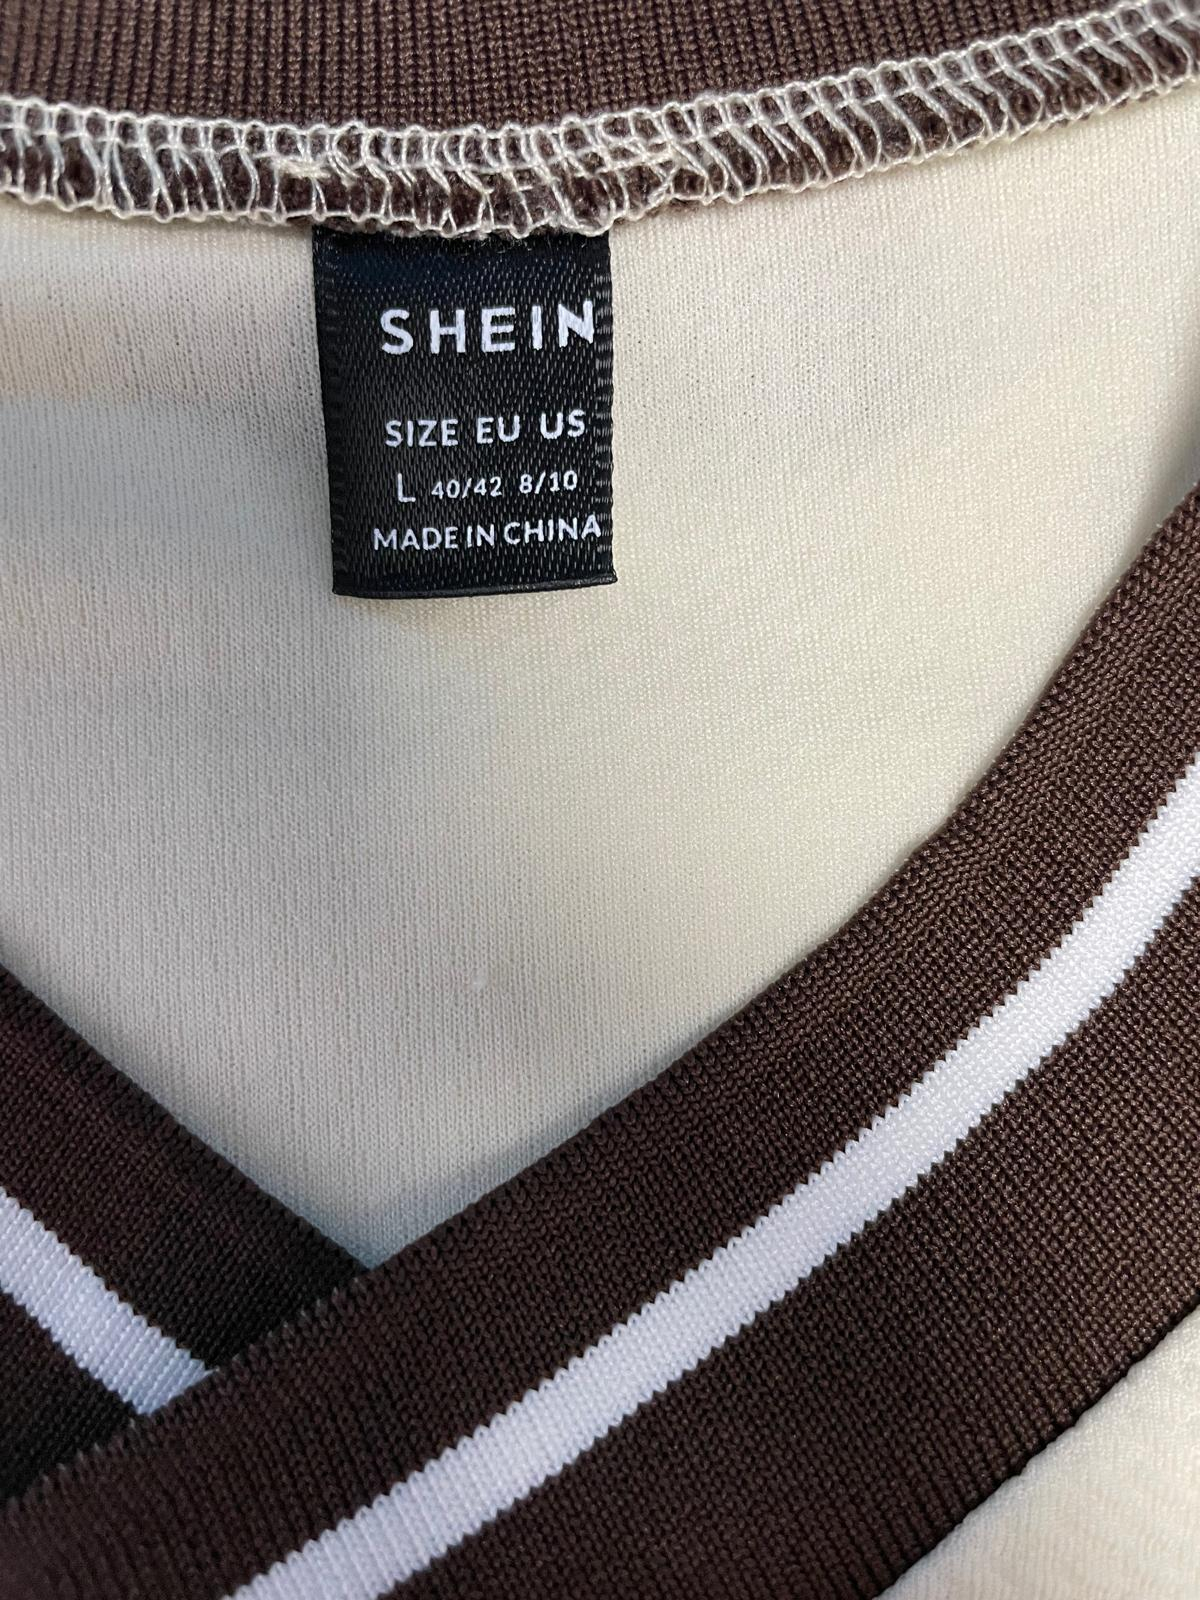 SHEIN
SIZE EU US
L 40/42 8/10
MADE IN CHINA